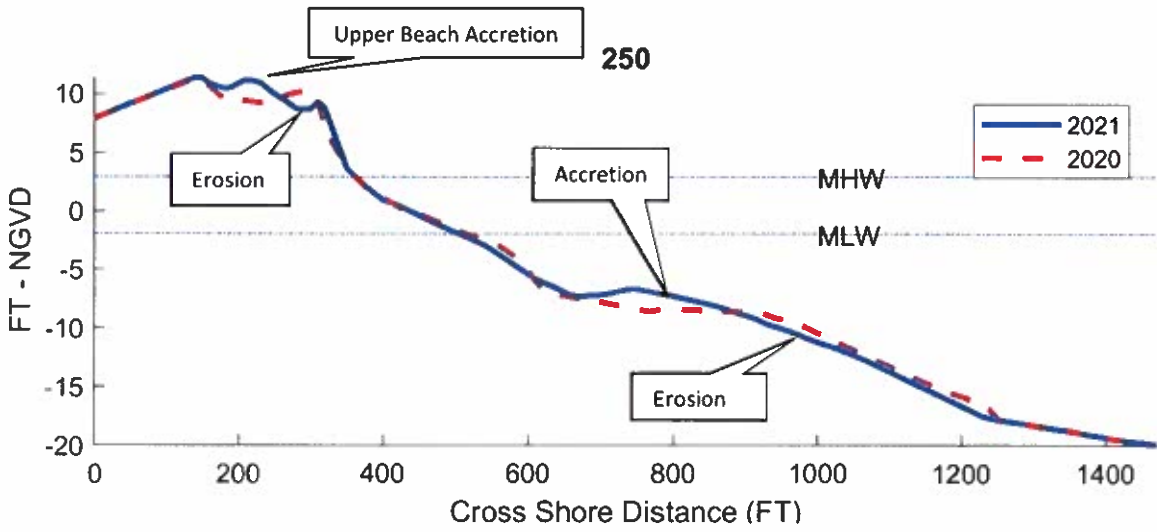 Upper Beach Accretion
250
2021
2020
Erosion
Accretion
Erosion
MHW
MLW
FT - NGVD
10
5
0
-5
-10
-15
-20
0
200
400
600
800
1000
1200
1400
Cross Shore Distance (FT)